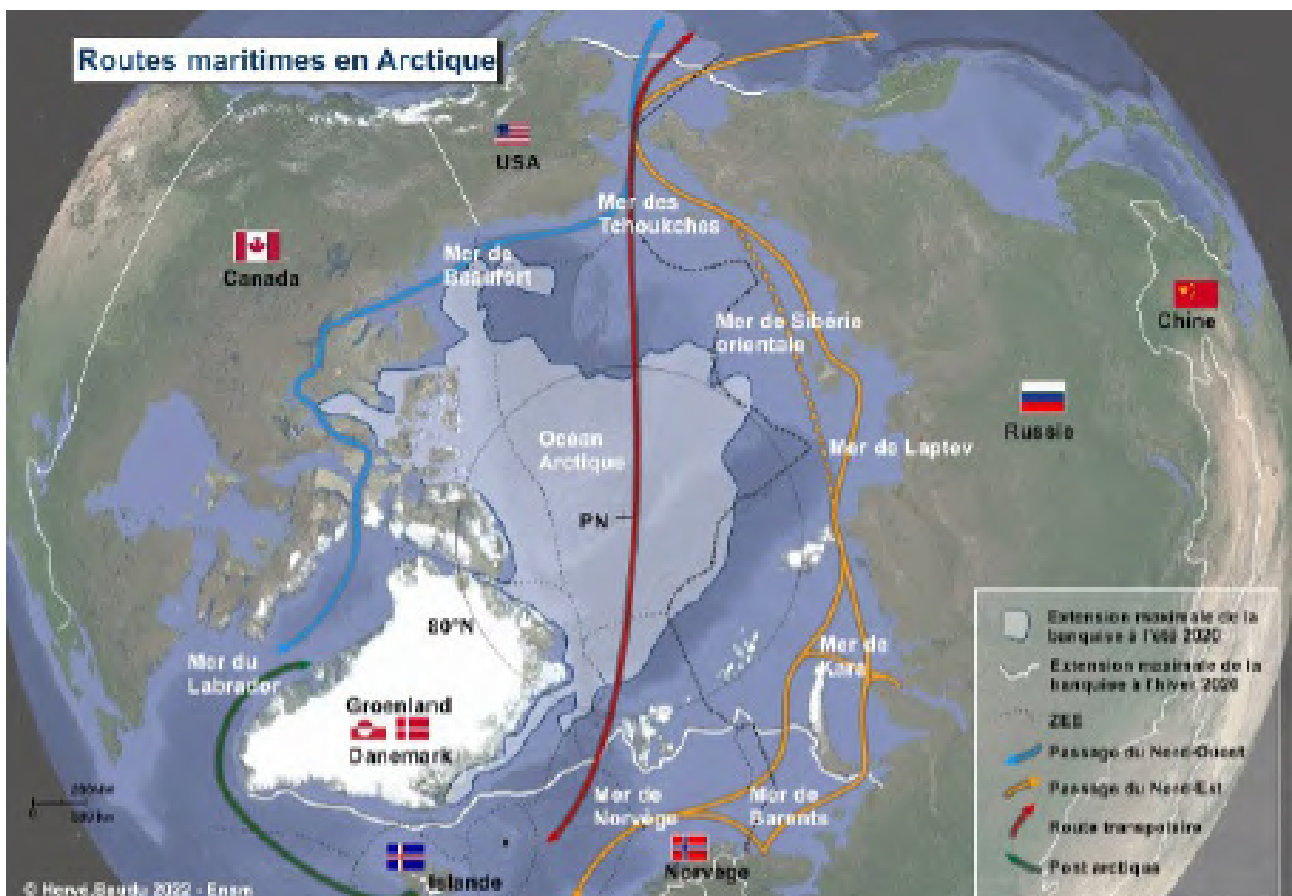 Routes maritimes en Arctique
USA
Canada
Mer des
Tchoukches
Mer de
Beaufort
Chine
Mer de Sibérie
orientale
Russie
Océan
Arctique
Mer de Laptev
PN
80°N
Mer du
Labrador
Mer de
Kara
Groenland
Danemark
Mer de
Norvège
Mer de
Barents
Islande
Norvège
Extension maximale de la
banquise à l'été 2020
Extension maximale de la
banquise à l'hiver 2020
ZEE
Passage du Nord-Ouest
Passage du Nord-Est
Route transpolaire
Pont arctique
© Hervé Baudu 2022 - Ensm